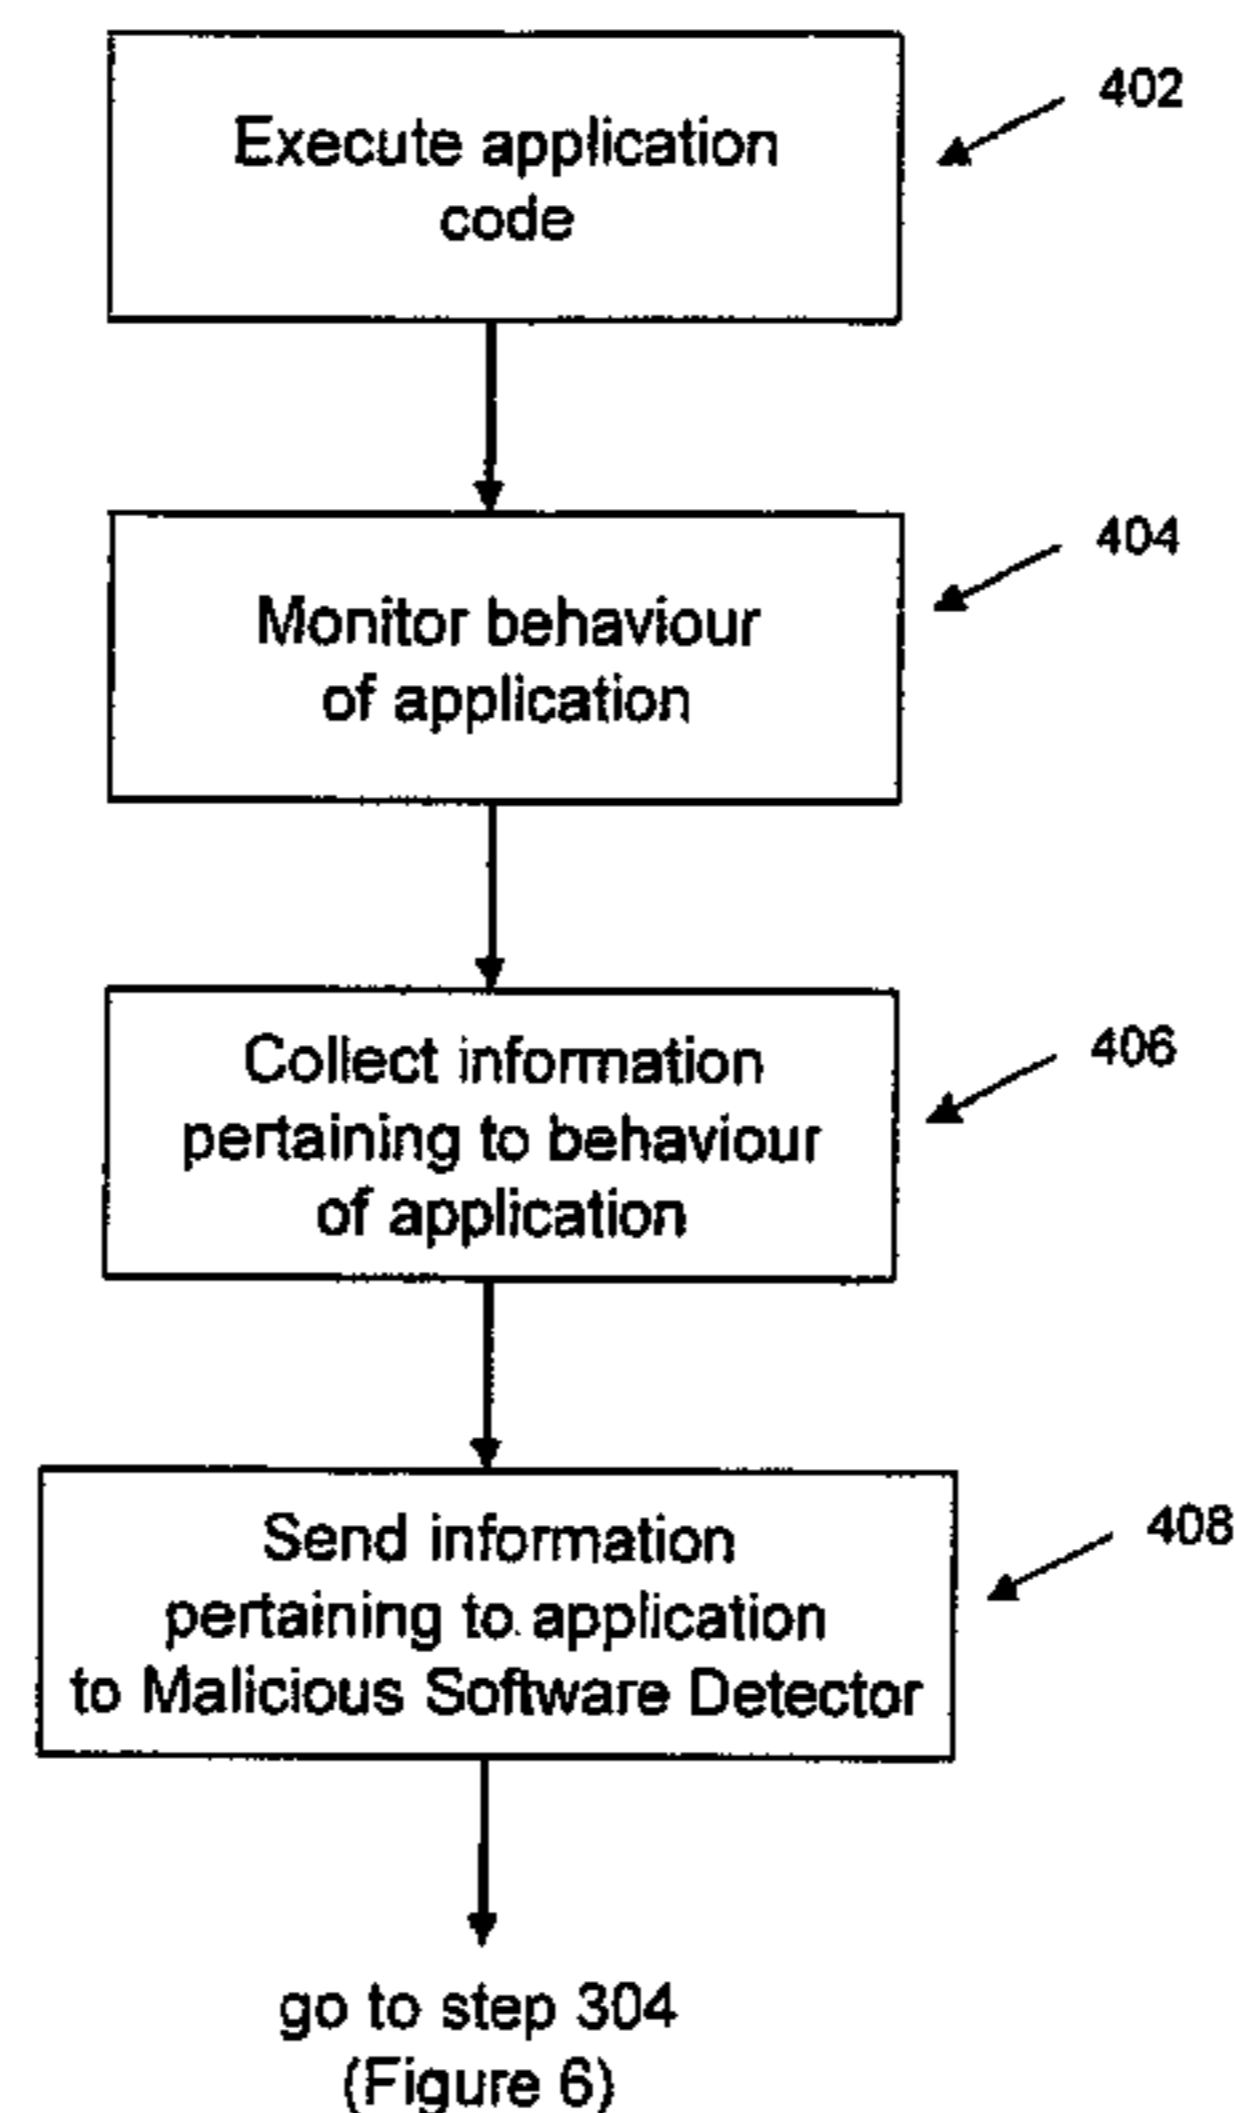 Execute application
code
402
Monitor behaviour
of application
404
Collect information
pertaining to behaviour
of application
406
Send information
pertaining to application
to Malicious Software Detector
408
go to step 304
(Figure 6)